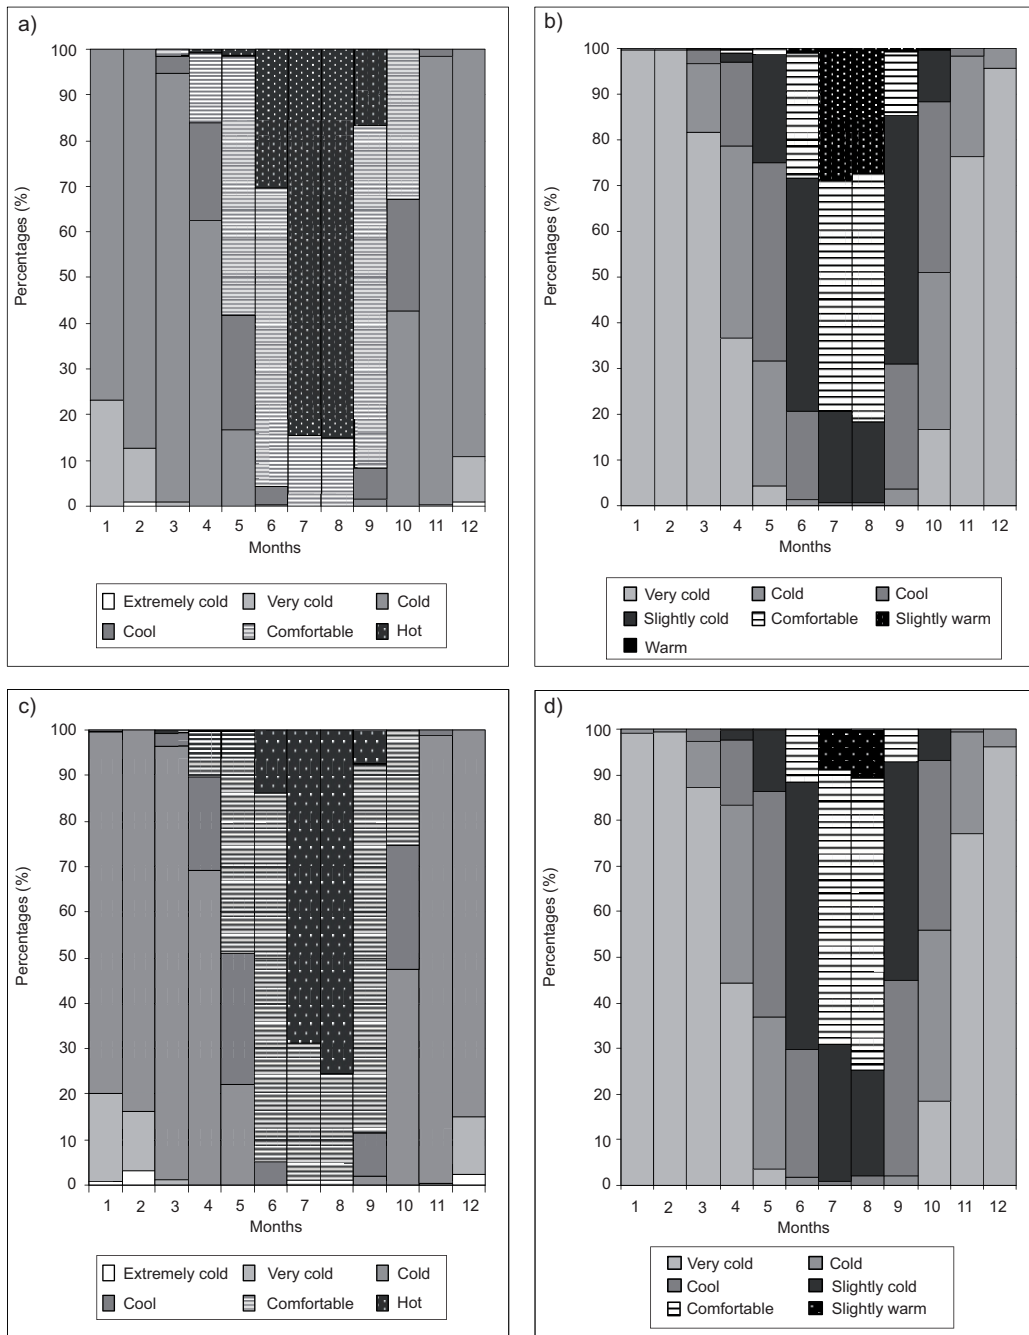 a)
Percentages (%)
100
90
80
70
60
50
40
30
20
10
0
1 2 3 4 5 6 7 8 9 10 11 12
Months
Extremely cold Very cold Cold
Cool Comfortable Hot
b)
Percentages (%)
100
90
80
70
60
50
40
30
20
10
0
1 2 3 4 5 6 7 8 9 10 11 12
Months
Very cold Cold Cool
Slightly cold Comfortable Slightly warm
Warm
c)
Percentages (%)
100
90
80
70
60
50
40
30
20
10
0
1 2 3 4 5 6 7 8 9 10 11 12
Months
Extremely cold Very cold Cold
Cool Comfortable Hot
d)
Percentages (%)
100
90
80
70
60
50
40
30
20
10
0
1 2 3 4 5 6 7 8 9 10 11 12
Months
Very cold Cold
Cool Slightly cold
Comfortable Slightly warm